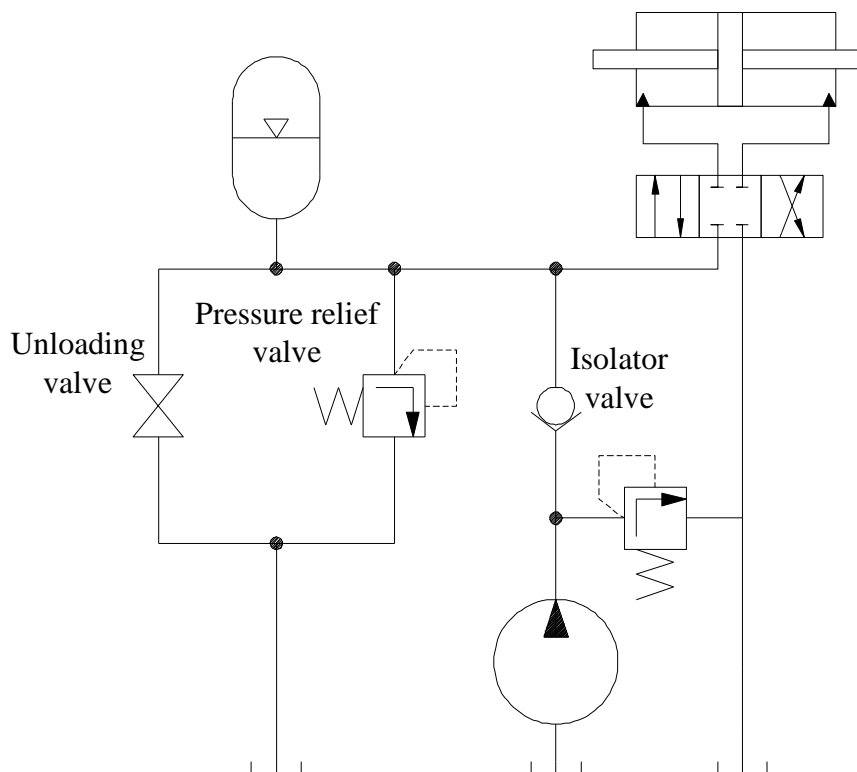 Pressure relief
valve
Unloading
valve
Isolator
valve